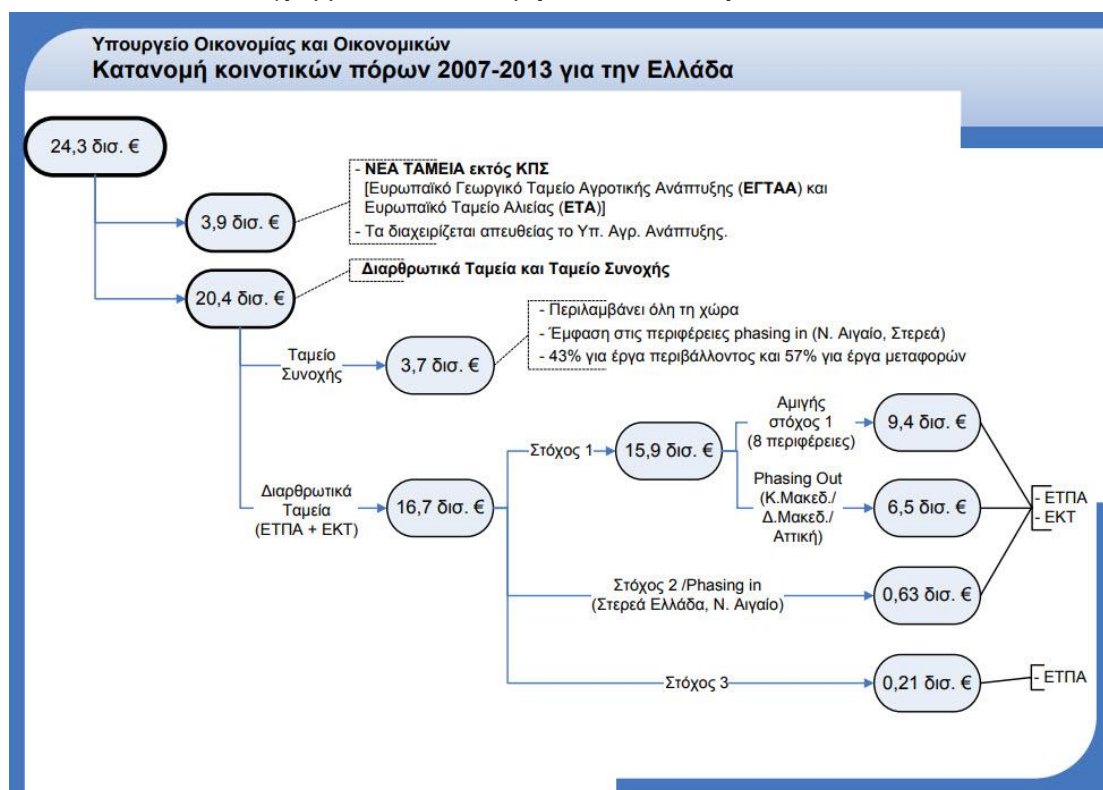 Υπουργείο Οικονομίας και Οικονομικών
Κατανομή κοινοτικών πόρων 2007-2013 για την Ελλάδα
24,3 δισ. €
3,9 δισ. €
- ΝΕΑ ΤΑΜΕΙΑ εκτός ΚΠΣ
[Ευρωπαϊκό Γεωργικό Ταμείο Αγροτικής Ανάπτυξης (ΕΓΤΑΑ) και
Ευρωπαϊκό Ταμείο Αλιείας (ΕΤΑ)]
- Τα διαχειρίζεται απευθείας το Υπ. Αγρ. Ανάπτυξης.
20,4 δισ. €
Διαρθρωτικά Ταμεία και Ταμείο Συνοχής
Ταμείο
Συνοχής
3,7 δισ. €
- Περιλαμβάνει όλη τη χώρα
- Έμφαση στις περιφέρειες phasing in (Ν. Αιγαίο, Στερεά)
- 43% για έργα περιβάλλοντος και 57% για έργα μεταφορών
Διαρθρωτικά
Ταμεία
(ΕΤΠΑ + ΕΚΤ)
16,7 δισ. €
Στόχος 1
15,9 δισ. €
Αμιγής
στόχος 1
(8 περιφέρειες)
9,4 δισ. €
Phasing Out
(Κ.Μακεδ./
Δ.Μακεδ./
Αττική)
6,5 δισ. €
- ΕΤΠΑ
- ΕΚΤ
Στόχος 2 /Phasing in
(Στερεά Ελλάδα, Ν. Αιγαίο)
0,63 δισ. €
Στόχος 3
0,21 δισ. €
- ΕΤΠΑ